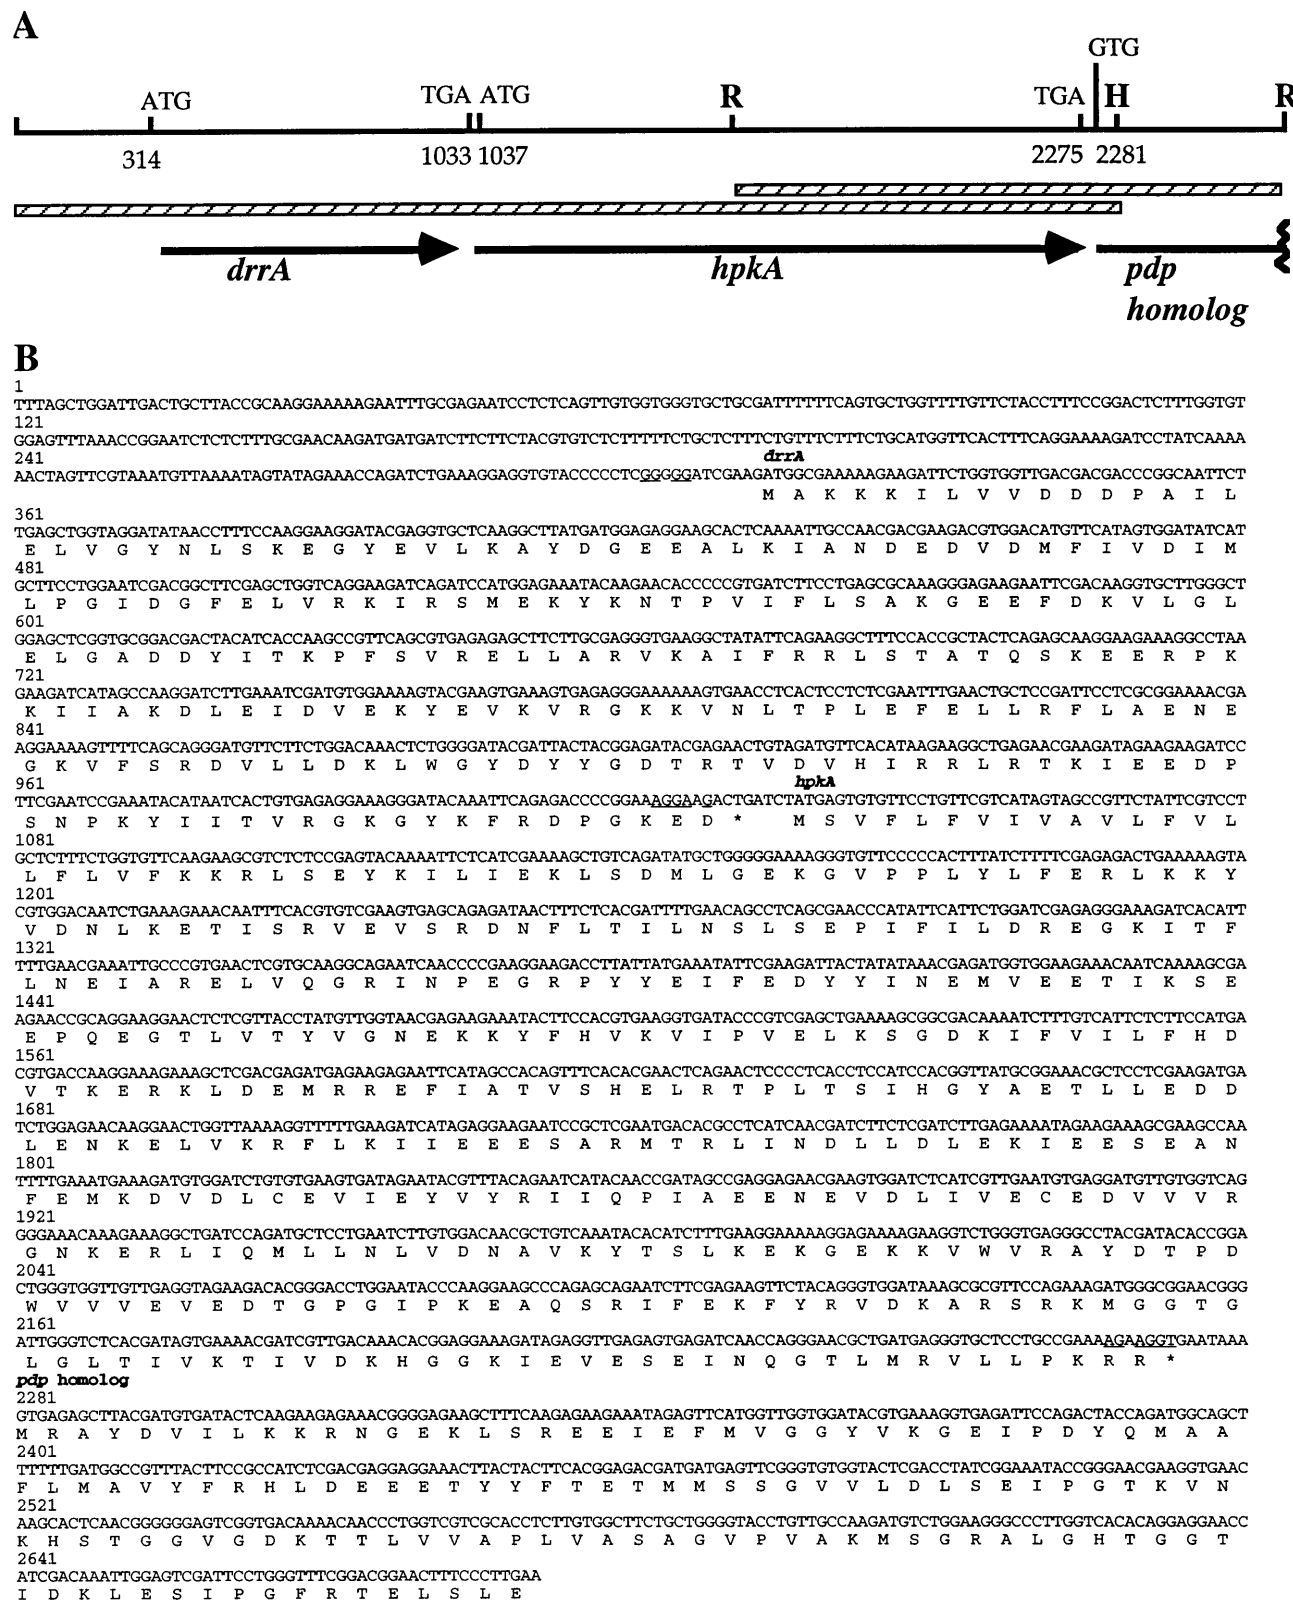 A
GTG
ATG TGA ATG R TGA H R
314 1033 1037 2275 2281
drrA hpkA pdp
homolog
B
1
TTTAGCTGGATTGACTGCTTACCGCAAGGAAAAAGAATTTGCGAGAATCCTCTCAGTTGTGGTGGGTGCTGCGATTTTTTCAGTGCTGGTTTTGTTCTACCTTTCCGGACTCTTTGGTGT
121
GGAGTTTAAACCGGAATCTCTCTTTGCGAACAAGATGATGATCTTCTTCTACGTGTCTCTTTTTCTGCTCTTTCTGTTTCTTTCTGCATGGTTCACTTTCAGGAAAAGATCCTATCAAAA
241
drrA
AACTAGTTCGTAAATGTTAAAATAGTATAGAAACCAGATCTGAAAGGAGGTGTACCCCCTCGGGGGATCGAAGATGGCGAAAAAGAAGATTCTGGTGGTTGACGACGACCCGGCAATTCT
M A K K K I L V V D D D P A I L
361
TGAGCTGGTAGGATATAACCTTTCCAAGGAAGGATACGAGGTGCTCAAGGCTTATGATGGAGAGGAAGCACTCAAAATTGCCAACGACGAAGACGTGGACATGTTCATAGTGGATATCAT
E L V G Y N L S K E G Y E V L K A Y D G E E A L K I A N D E D V D M F I V D I M
481
GCTTCCTGGAATCGACGGCTTCGAGCTGGTCAGGAAGATCAGATCCATGGAGAAATACAAGAACACCCCCGTGATCTTCCTGAGCGCAAAGGGAGAAGAATTCGACAAGGTGCTTGGGCT
L P G I D G F E L V R K I R S M E K Y K N T P V I F L S A K G E E F D K V L G L
601
GGAGCTCGGTGCGGACGACTACATCACCAAGCCGTTCAGCGTGAGAGAGCTTCTTGCGAGGGTGAAGGCTATATTCAGAAGGCTTTCCACCGCTACTCAGAGCAAGGAAGAAAGGCCTAA
E L G A D D Y I T K P F S V R E L L A R V K A I F R R L S T A T Q S K E E R P K
721
GAAGATCATAGCCAAGGATCTTGAAATCGATGTGGAAAAGTACGAAGTGAAAGTGAGAGGGAAAAAAGTGAACCTCACTCCTCTCGAATTTGAACTGCTCCGATTCCTCGCGGAAAACGA
K I I A K D L E I D V E K Y E V K V R G K K V N L T P L E F E L L R F L A E N E
841
AGGAAAAGTTTTCAGCAGGGATGTTCTTCTGGACAAACTCTGGGGATACGATTACTACGGAGATACGAGAACTGTAGATGTTCACATAAGAAGGCTGAGAACGAAGATAGAAGAAGATCC
G K V F S R D V L L D K L W G Y D Y Y G D T R T V D V H I R R L R T K I E E D P
961
hpkA
TTCGAATCCGAAATACATAATCACTGTGAGAGGAAAGGGATACAAATTCAGAGACCCCGGAAAGGAAGACTGATCTATGAGTGTGTTCCTGTTCGTCATAGTAGCCGTTCTATTCGTCCT
S N P K Y I I T V R G K G Y K F R D P G K E D * M S V F L F V I V A V L F V L
1081
GCTCTTTCTGGTGTTCAAGAAGCGTCTCTCCGAGTACAAAATTCTCATCGAAAAGCTGTCAGATATGCTGGGGGAAAAGGGTGTTCCCCCACTTTATCTTTTCGAGAGACTGAAAAAGTA
L F L V F K K R L S E Y K I L I E K L S D M L G E K G V P P L Y L F E R L K K Y
1201
CGTGGACAATCTGAAAGAAACAATTTCACGTGTCGAAGTGAGCAGAGATAACTTTCTCACGATTTTGAACAGCCTCAGCGAACCCATATTCATTCTGGATCGAGAGGGAAAGATCACATT
V D N L K E T I S R V E V S R D N F L T I L N S L S E P I F I L D R E G K I T F
1321
TTTGAACGAAATTGCCCGTGAACTCGTGCAAGGCAGAATCAACCCCGAAGGAAGACCTTATTATGAAATATTCGAAGATTACTATATAAACGAGATGGTGGAAGAAACAATCAAAAGCGA
L N E I A R E L V Q G R I N P E G R P Y Y E I F E D Y Y I N E M V E E T I K S E
1441
AGAACCGCAGGAAGGAACTCTCGTTACCTATGTTGGTAACGAGAAGAAATACTTCCACGTGAAGGTGATACCCGTCGAGCTGAAAAGCGGCGACAAAATCTTTGTCATTCTCTTCCATGA
E P Q E G T L V T Y V G N E K K Y F H V K V I P V E L K S G D K I F V I L F H D
1561
CGTGACCAAGGAAAGAAAGCTCGACGAGATGAGAAGAGAATTCATAGCCACAGTTTCACACGAACTCAGAACTCCCCTCACCTCCATCCACGGTTATGCGGAAACGCTCCTCGAAGATGA
V T K E R K L D E M R R E F I A T V S H E L R T P L T S I H G Y A E T L L E D D
1681
TCTGGAGAACAAGGAACTGGTTAAAAGGTTTTTGAAGATCATAGAGGAAGAATCCGCTCGAATGACACGCCTCATCAACGATCTTCTCGATCTTGAGAAAATAGAAGAAAGCGAAGCCAA
L E N K E L V K R F L K I I E E E S A R M T R L I N D L L D L E K I E E S E A N
1801
TTTTGAAATGAAAGATGTGGATCTGTGTGAAGTGATAGAATACGTTTACAGAATCATACAACCGATAGCCGAGGAGAACGAAGTGGATCTCATCGTTGAATGTGAGGATGTTGTGGTCAG
F E M K D V D L C E V I E Y V Y R I I Q P I A E E N E V D L I V E C E D V V V R
1921
GGGAAACAAAGAAAGGCTGATCCAGATGCTCCTGAATCTTGTGGACAACGCTGTCAAATACACATCTTTGAAGGAAAAAGGAGAAAAGAAGGTCTGGGTGAGGGCCTACGATACACCGGA
G N K E R L I Q M L L N L V D N A V K Y T S L K E K G E K K V W V R A Y D T P D
2041
CTGGGTGGTTGTTGAGGTAGAAGACACGGGACCTGGAATACCCAAGGAAGCCCAGAGCAGAATCTTCGAGAAGTTCTACAGGGTGGATAAAGCGCGTTCCAGAAAGATGGGCGGAACGGG
W V V V E V E D T G P G I P K E A Q S R I F E K F Y R V D K A R S R K M G G T G
2161
ATTGGGTCTCACGATAGTGAAAACGATCGTTGACAAACACGGAGGAAAGATAGAGGTTGAGAGTGAGATCAACCAGGGAACGCTGATGAGGGTGCTCCTGCCGAAAAGAAGGTGAATAAA
L G L T I V K T I V D K H G G K I E V E S E I N Q G T L M R V L L P K R R *
pdp homolog
2281
GTGAGAGCTTACGATGTGATACTCAAGAAGAGAAACGGGGAGAAGCTTTCAAGAGAAGAAATAGAGTTCATGGTTGGTGGATACGTGAAAGGTGAGATTCCAGACTACCAGATGGCAGCT
M R A Y D V I L K K R N G E K L S R E E I E F M V G G Y V K G E I P D Y Q M A A
2401
TTTTTGATGGCCGTTTACTTCCGCCATCTCGACGAGGAGGAAACTTACTACTTCACGGAGACGATGATGAGTTCGGGTGTGGTACTCGACCTATCGGAAATACCGGGAACGAAGGTGAAC
F L M A V Y F R H L D E E E T Y Y F T E T M M S S G V V L D L S E I P G T K V N
2521
AAGCACTCAACGGGGGGAGTCGGTGACAAAACAACCCTGGTCGTCGCACCTCTTGTGGCTTCTGCTGGGGTACCTGTTGCCAAGATGTCTGGAAGGGCCCTTGGTCACACAGGAGGAACC
K H S T G G V G D K T T L V V A P L V A S A G V P V A K M S G R A L G H T G G T
2641
ATCGACAAATTGGAGTCGATTCCTGGGTTTCGGACGGAACTTTCCCTTGAA
I D K L E S I P G F R T E L S L E